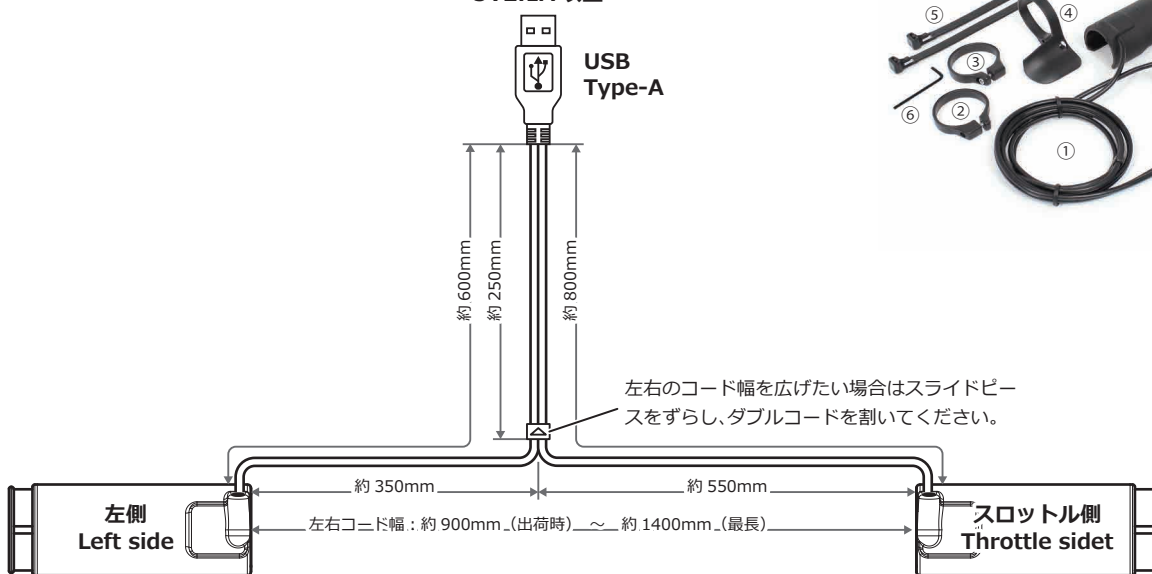 ⑤
④
③
⑥
②
①
USB
Type-A
約 600mm
約 250mm
約 800mm
左右のコード幅を広げたい場合はスライドピー
スをずらし、ダブルコードを割いてください。
約 350mm
約 550mm
左右コード幅：約 900mm（出荷時） ～ 約 1400mm（最長）
左側
Left side
スロットル側
Throttle sidet